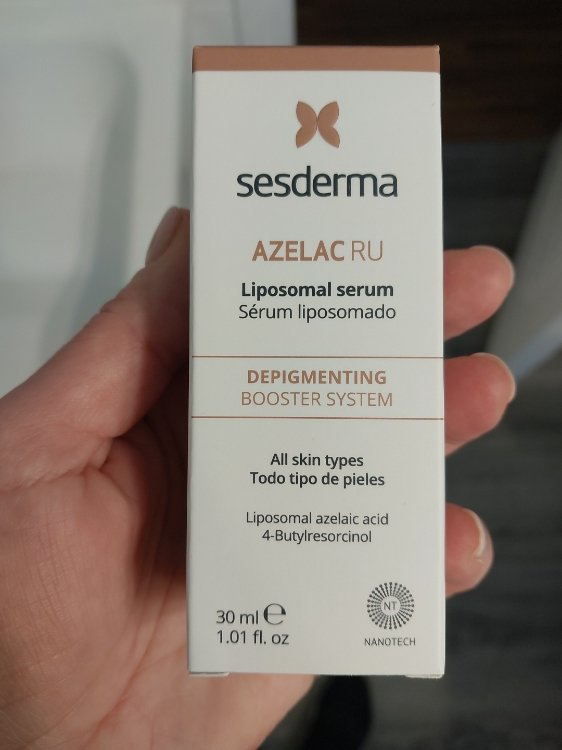 sesderma
AZELAC RU
Liposomal serum
Sérum liposomado
DEPIGMENTING
BOOSTER SYSTEM
All skin types
Todo tipo de pieles
Liposomal azelaic acid
4-Butylresorcinol
30 ml ℮
1.01 fl. oz
NT
NANOTECH